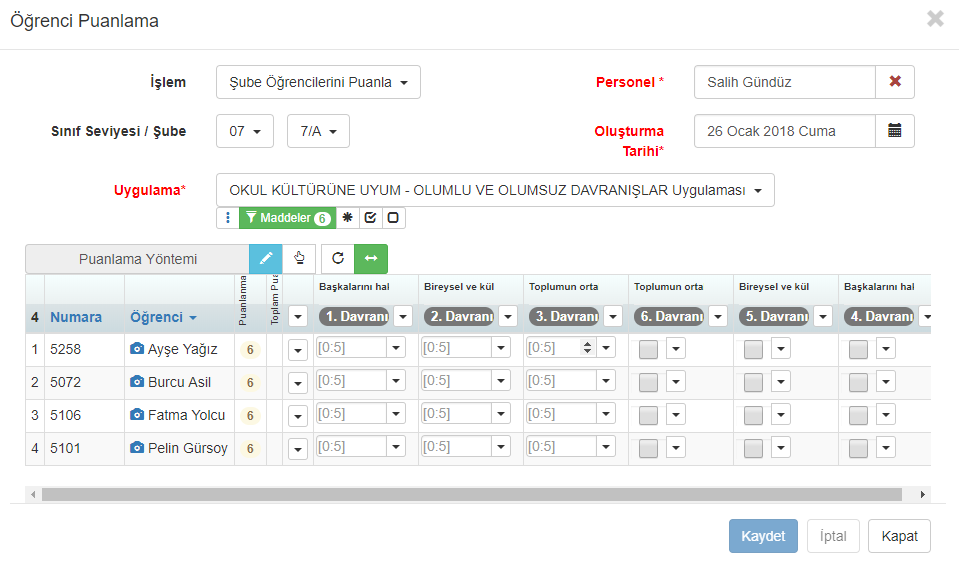 Öğrenci Puanlama
İşlem
Şube Öğrencilerini Puanla
Personel *
Salih Gündüz
Sınıf Seviyesi / Şube
07
7/A
Oluşturma
Tarihi*
26 Ocak 2018 Cuma
Uygulama*
OKUL KÜLTÜRÜNE UYUM - OLUMLU VE OLUMSUZ DAVRANIŞLAR Uygulaması
Maddeler 6
Puanlama Yöntemi
Başkalarını hal
Bireysel ve kül
Toplumun orta
Toplumun orta
Bireysel ve kül
Başkalarını hal
4 Numara Öğrenci Puanlanma Toplam Pua 1. Davranı 2. Davranı 3. Davranı 6. Davranı 5. Davranı 4. Davranı
1 5258 Ayşe Yağız 6 [0:5] [0:5] [0:5]
2 5072 Burcu Asil 6 [0:5] [0:5] [0:5]
3 5106 Fatma Yolcu 6 [0:5] [0:5] [0:5]
4 5101 Pelin Gürsoy 6 [0:5] [0:5] [0:5]
Kaydet
İptal
Kapat